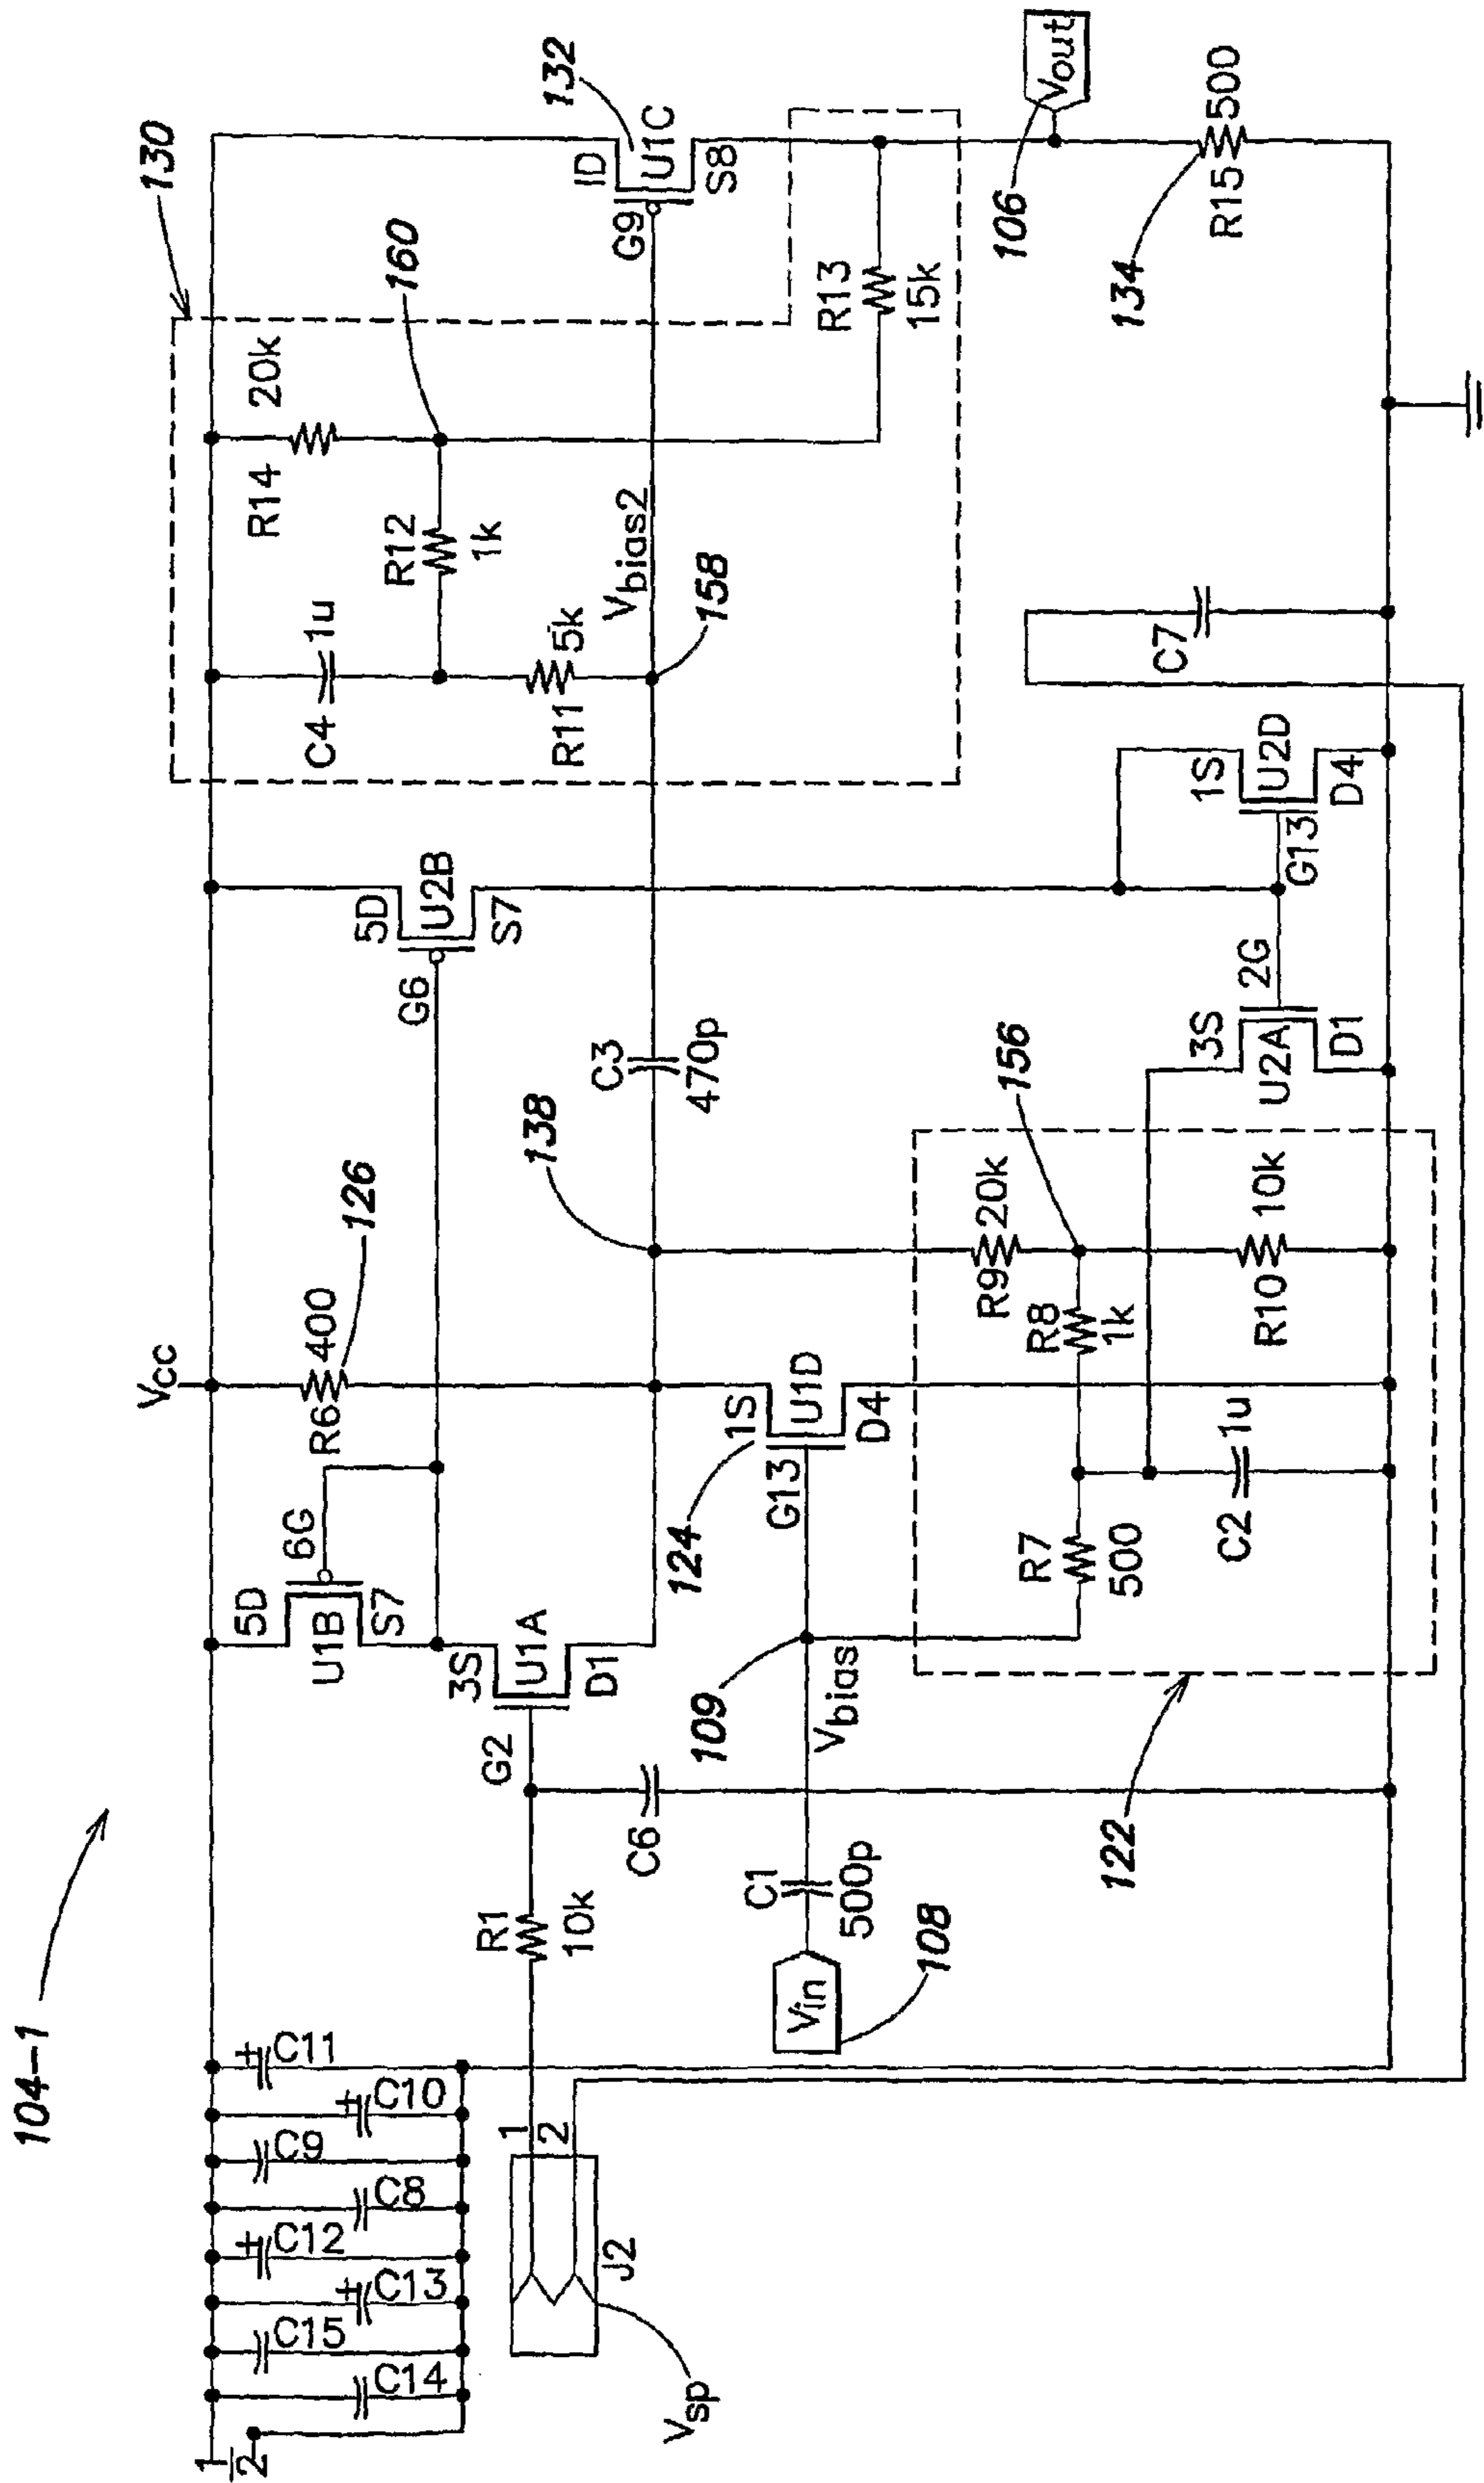 104-1
130
132
160
Vcc
126
R14
20k
1D
U1C
S8
G9
C4
1u
R12
1k
R11
5k
Vbias2
158
R13
15k
106
Vout
134
R15
500
5D
6G
U1B
S7
R6
400
5D
U2B
S7
G6
138
C3
470p
3S
U1A
D1
G2
C11
C10
C9
C8
C12
C13
C15
C14
1
2
R1
10k
1
2
J2
Vsp
C6
C1
500p
Vin
108
109
Vbias
124
1S
U1D
D4
G13
R9
20k
156
R8
1k
R10
10k
R7
500
C2
1u
122
3S
2G
U2A
D1
1S
U2D
D4
G13
C7